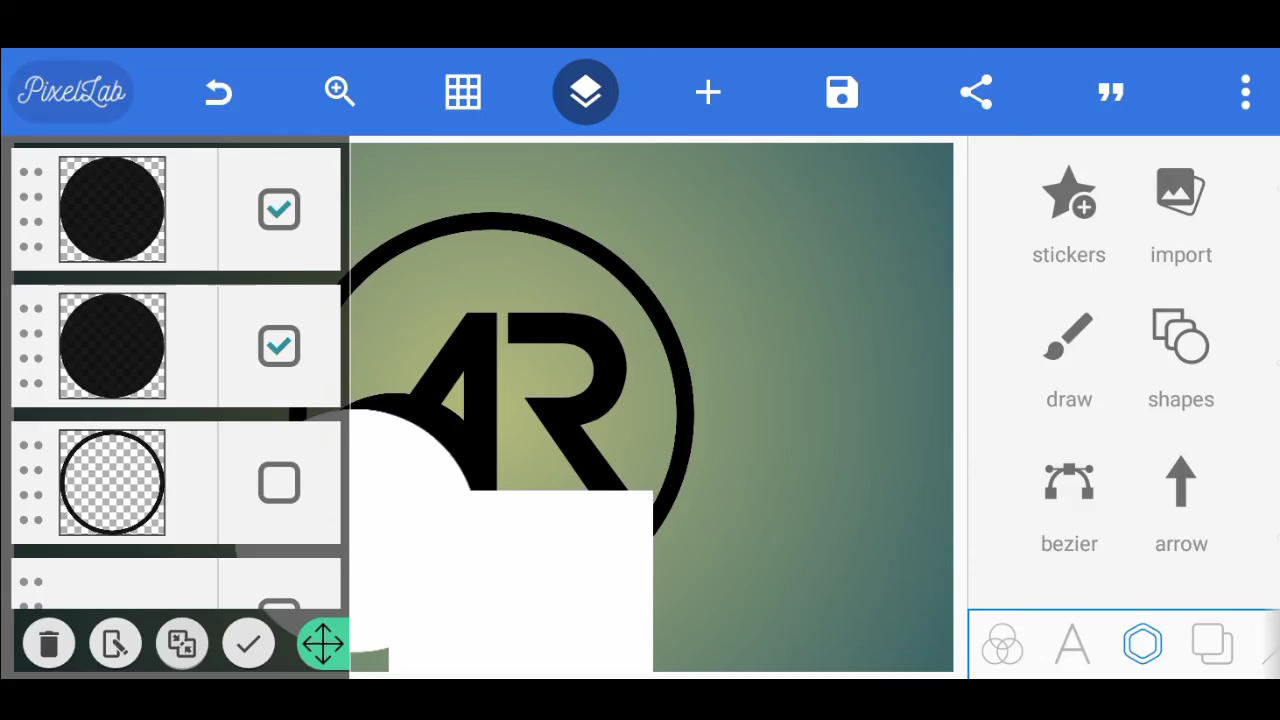 PixelLab
AR
stickers
import
draw
shapes
bezier
arrow